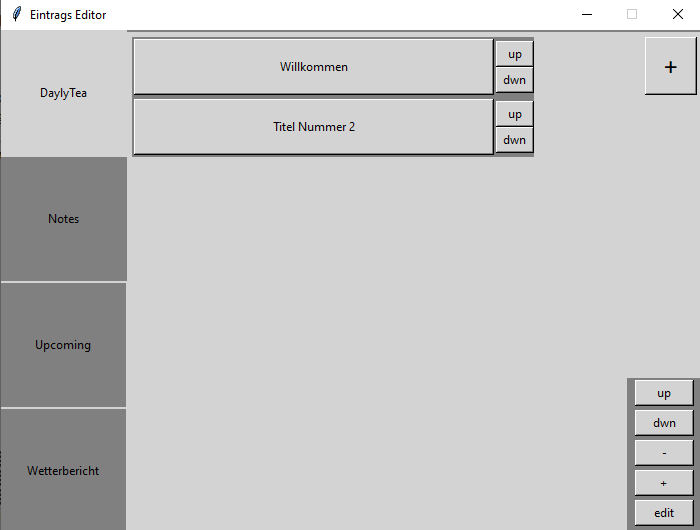 Eintrags Editor
DaylyTea
Notes
Upcoming
Wetterbericht
Willkommen
up
dwn
Titel Nummer 2
up
dwn
+
up
dwn
-
+
edit